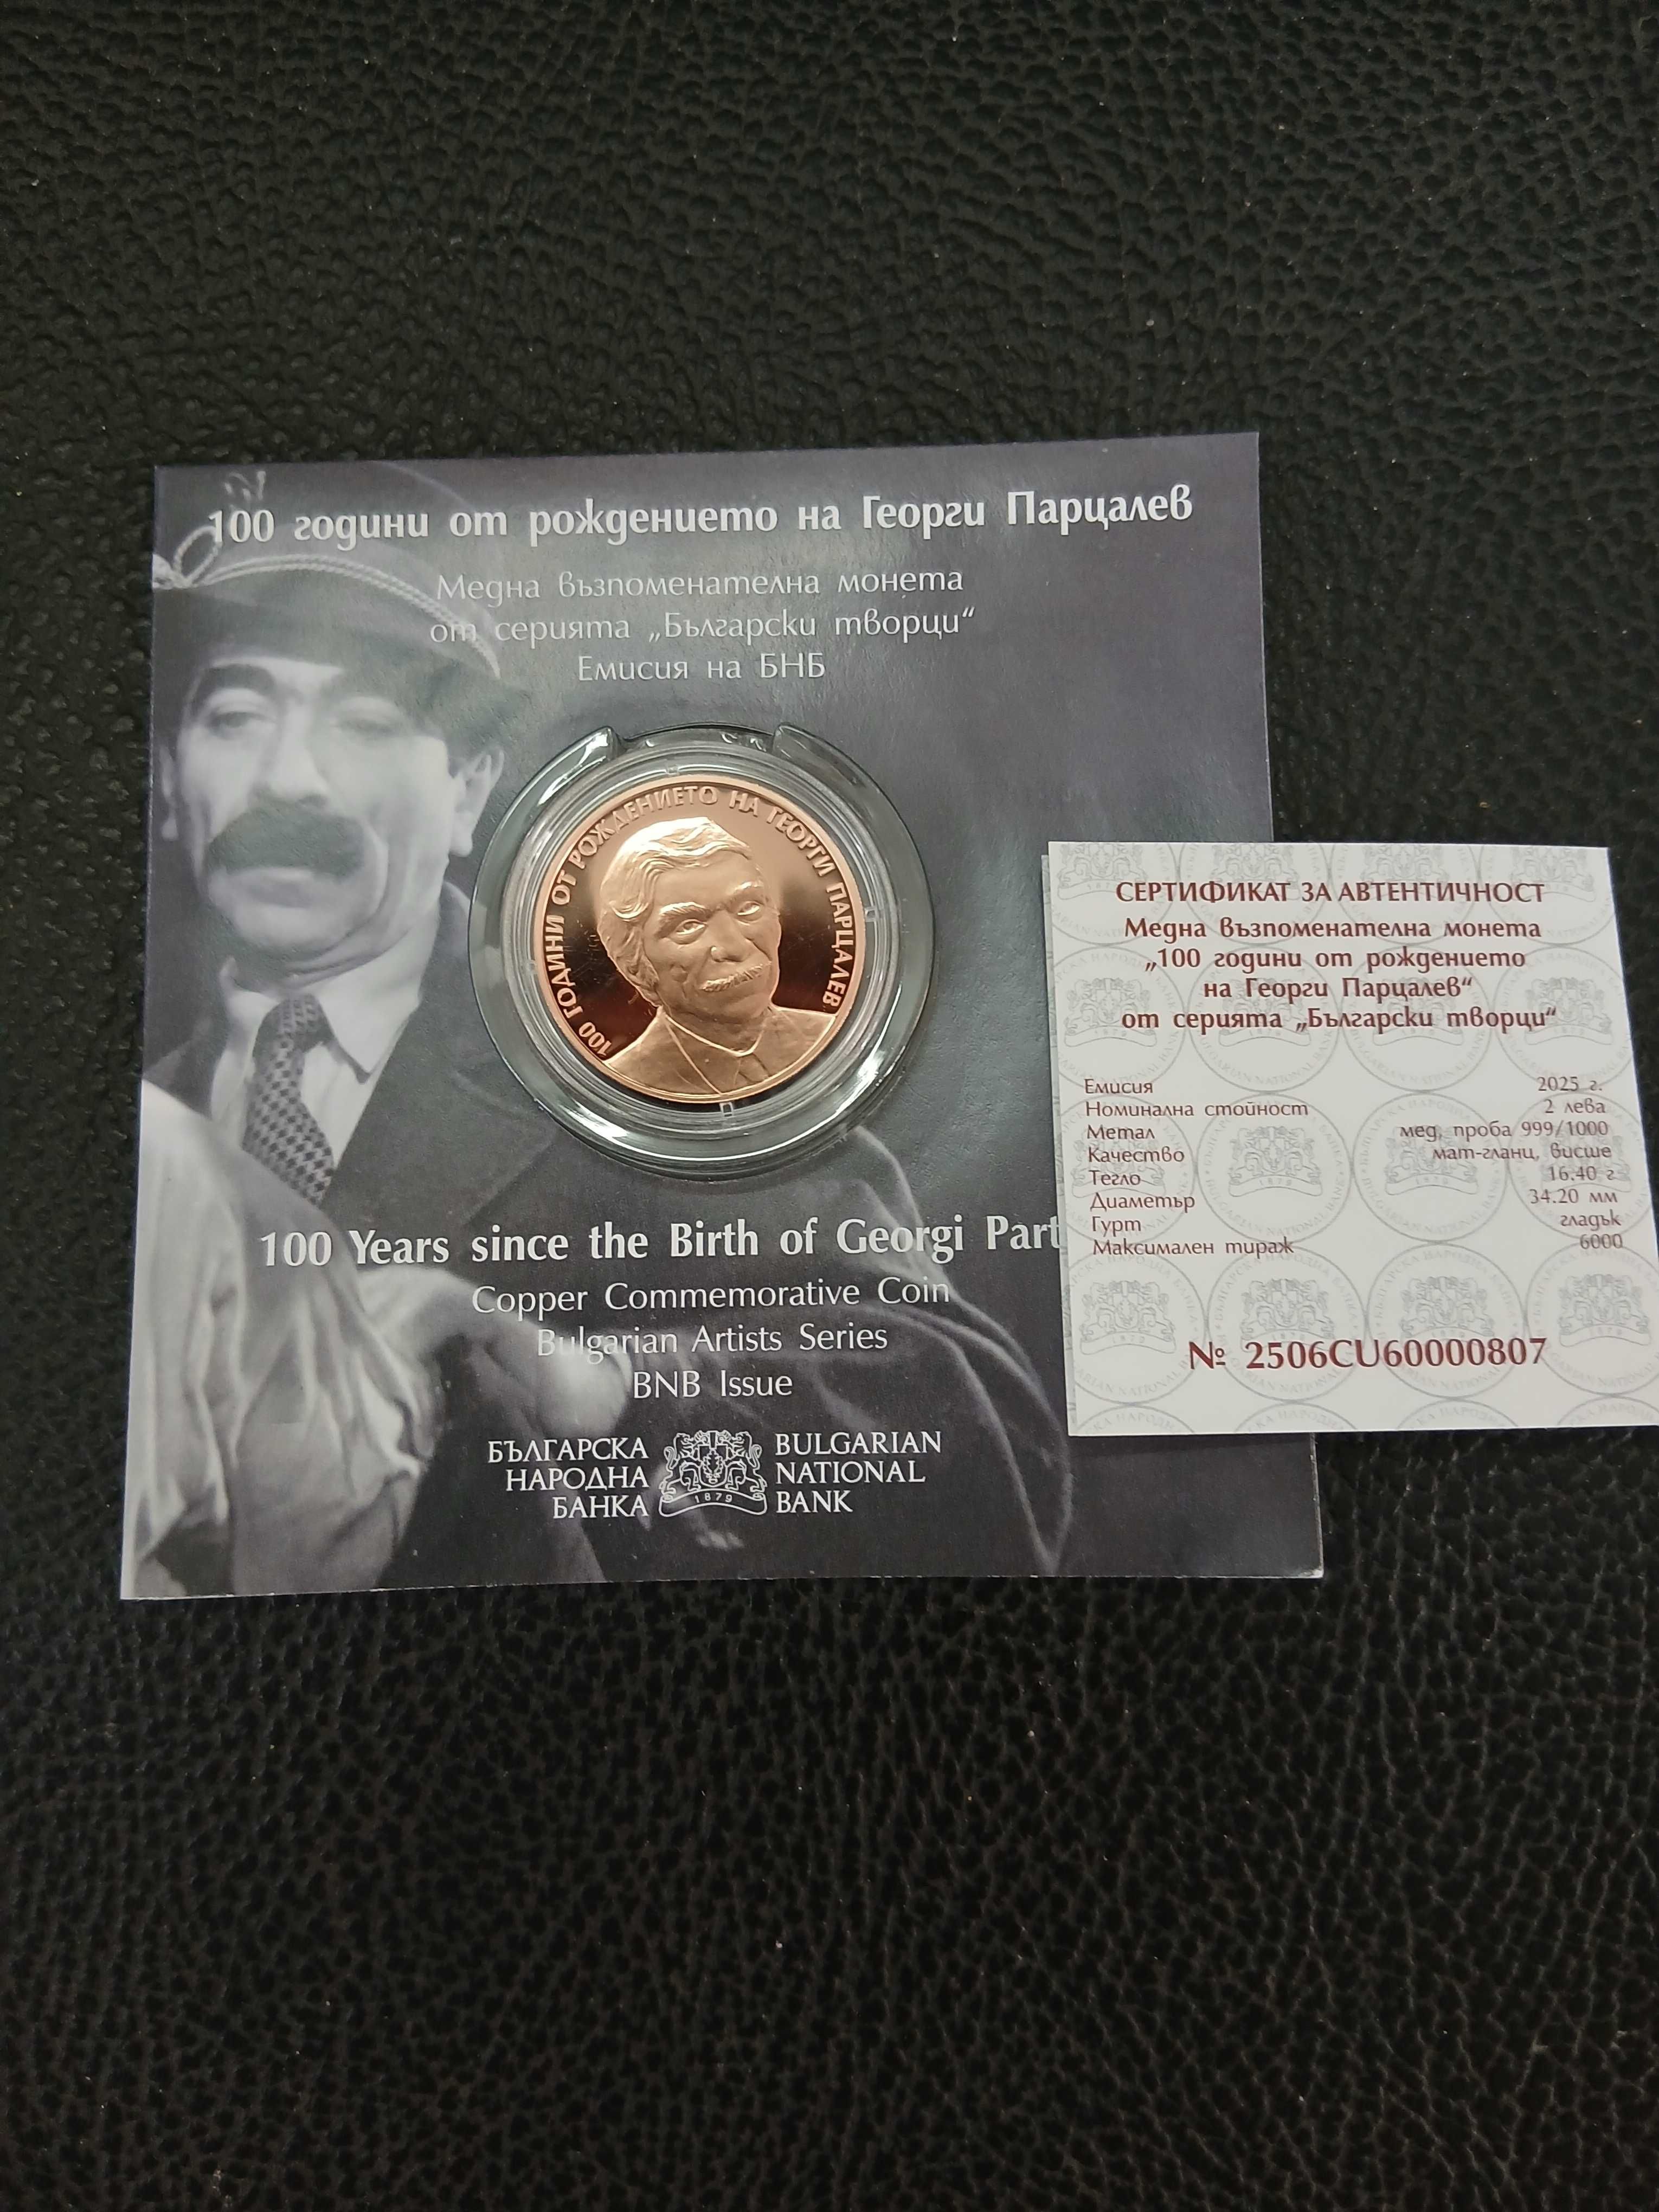 100 години от рождението на Георги Парцалев
Медна възпоменателна монета
от серията „Български творци“
Емисия на БНБ
100 ГОДИНИ ОТ РОЖДЕНИЕТО НА ГЕОРГИ ПАРЦАЛЕВ
100 Years since the Birth of Georgi Part
Copper Commemorative Coin
Bulgarian Artists Series
BNB Issue
БЪЛГАРСКА
НАРОДНА
БАНКА
1879
BULGARIAN
NATIONAL
BANK
СЕРТИФИКАТ ЗА АВТЕНТИЧНОСТ
Медна възпоменателна монета
„100 години от рождението
на Георги Парцалев“
от серията „Български творци“
Емисия 2025 г.
Номинална стойност 2 лева
Метал мед, проба 999/1000
Качество мат-гланц, висше
Тегло 16.40 г
Диаметър 34.20 мм
Гурт гладък
Максимален тираж 6000
№ 2506CU60000807